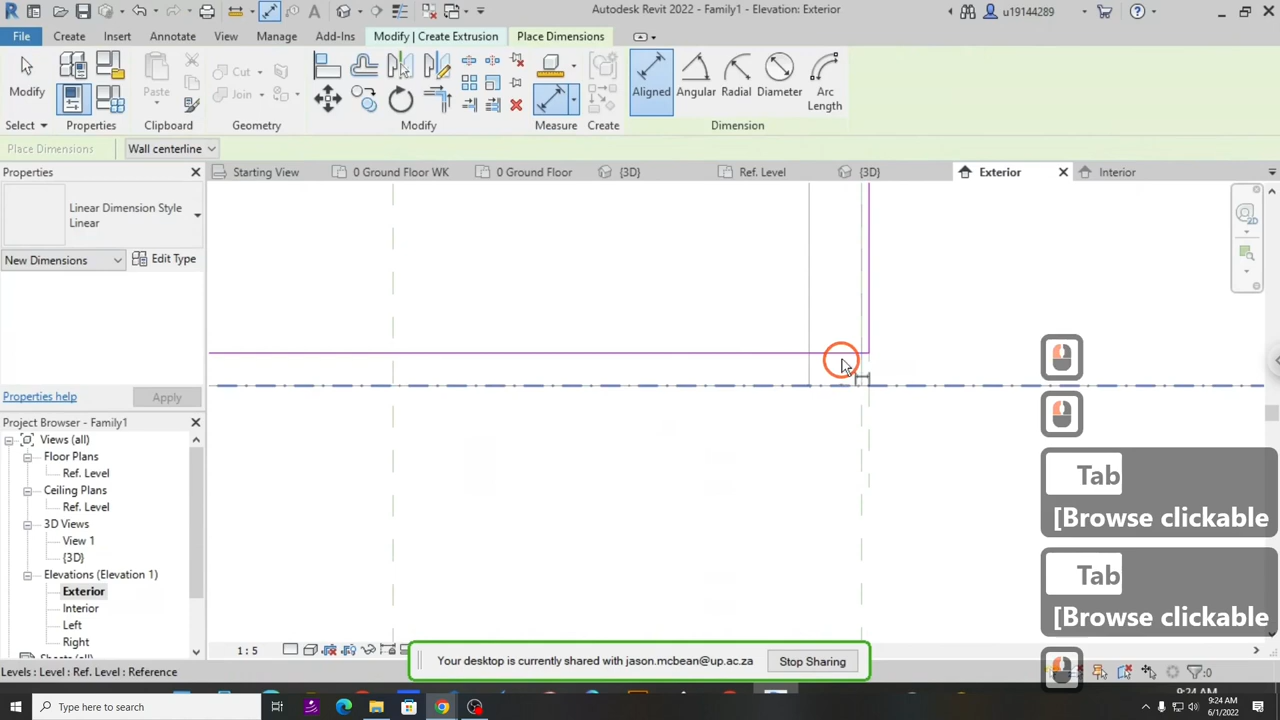 Autodesk Revit 2022 - Family1 - Elevation: Exterior
u19144289
File Create Insert Annotate View Manage Add-Ins Modify | Create Extrusion Place Dimensions
Modify
Paste
Cut
Join
Aligned Angular Radial Diameter Arc Length
Select Properties Clipboard Geometry Modify Measure Create Dimension
Place Dimensions Wall centerline
Properties
Starting View 0 Ground Floor WK 0 Ground Floor {3D} Ref. Level {3D} Exterior Interior
Linear Dimension Style
Linear
New Dimensions Edit Type
Properties help Apply
Project Browser - Family1
Views (all)
Floor Plans
Ref. Level
Ceiling Plans
Ref. Level
3D Views
View 1
{3D}
Elevations (Elevation 1)
Exterior
Interior
Left
Right
Tab
[Browse clickable
Tab
[Browse clickable
1 : 5
Your desktop is currently shared with jason.mcbean@up.ac.za Stop Sharing
Levels : Level : Ref. Level : Reference
:0
Type here to search
9:24 AM
6/1/2022